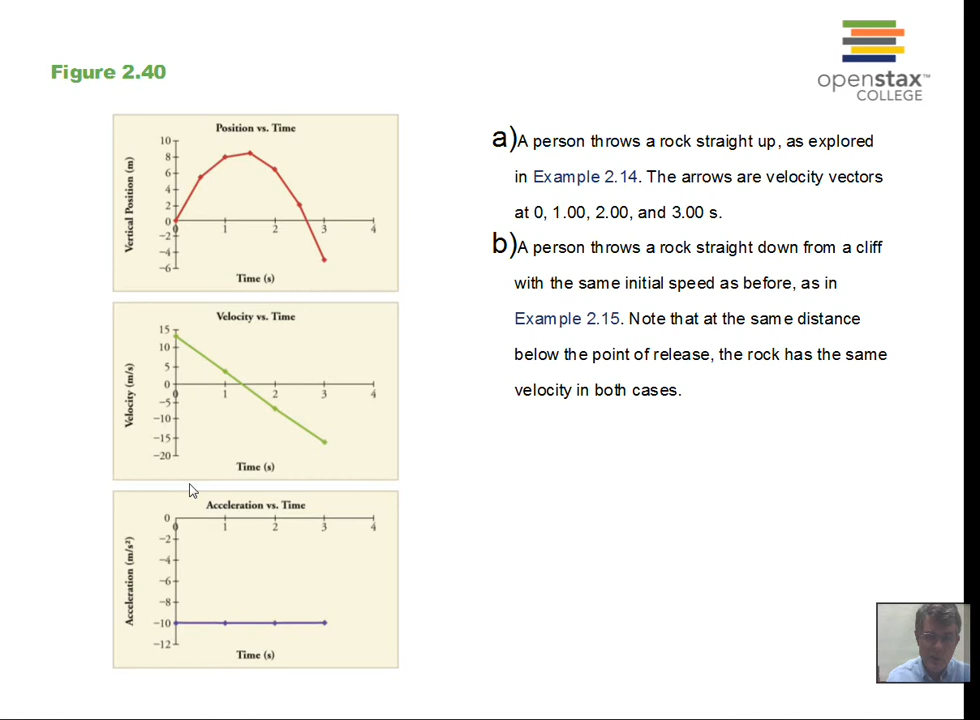 Figure 2.40
openstax™
COLLEGE
Position vs. Time
Vertical Position (m)
10
8
6
4
2
0
−2
−4
−6
0 1 2 3 4
Time (s)
Velocity vs. Time
Velocity (m/s)
15
10
5
0
−5
−10
−15
−20
0 1 2 3 4
Time (s)
Acceleration vs. Time
Acceleration (m/s²)
0
−2
−4
−6
−8
−10
−12
0 1 2 3 4
Time (s)
a)A person throws a rock straight up, as explored
in Example 2.14. The arrows are velocity vectors
at 0, 1.00, 2.00, and 3.00 s.
b)A person throws a rock straight down from a cliff
with the same initial speed as before, as in
Example 2.15. Note that at the same distance
below the point of release, the rock has the same
velocity in both cases.